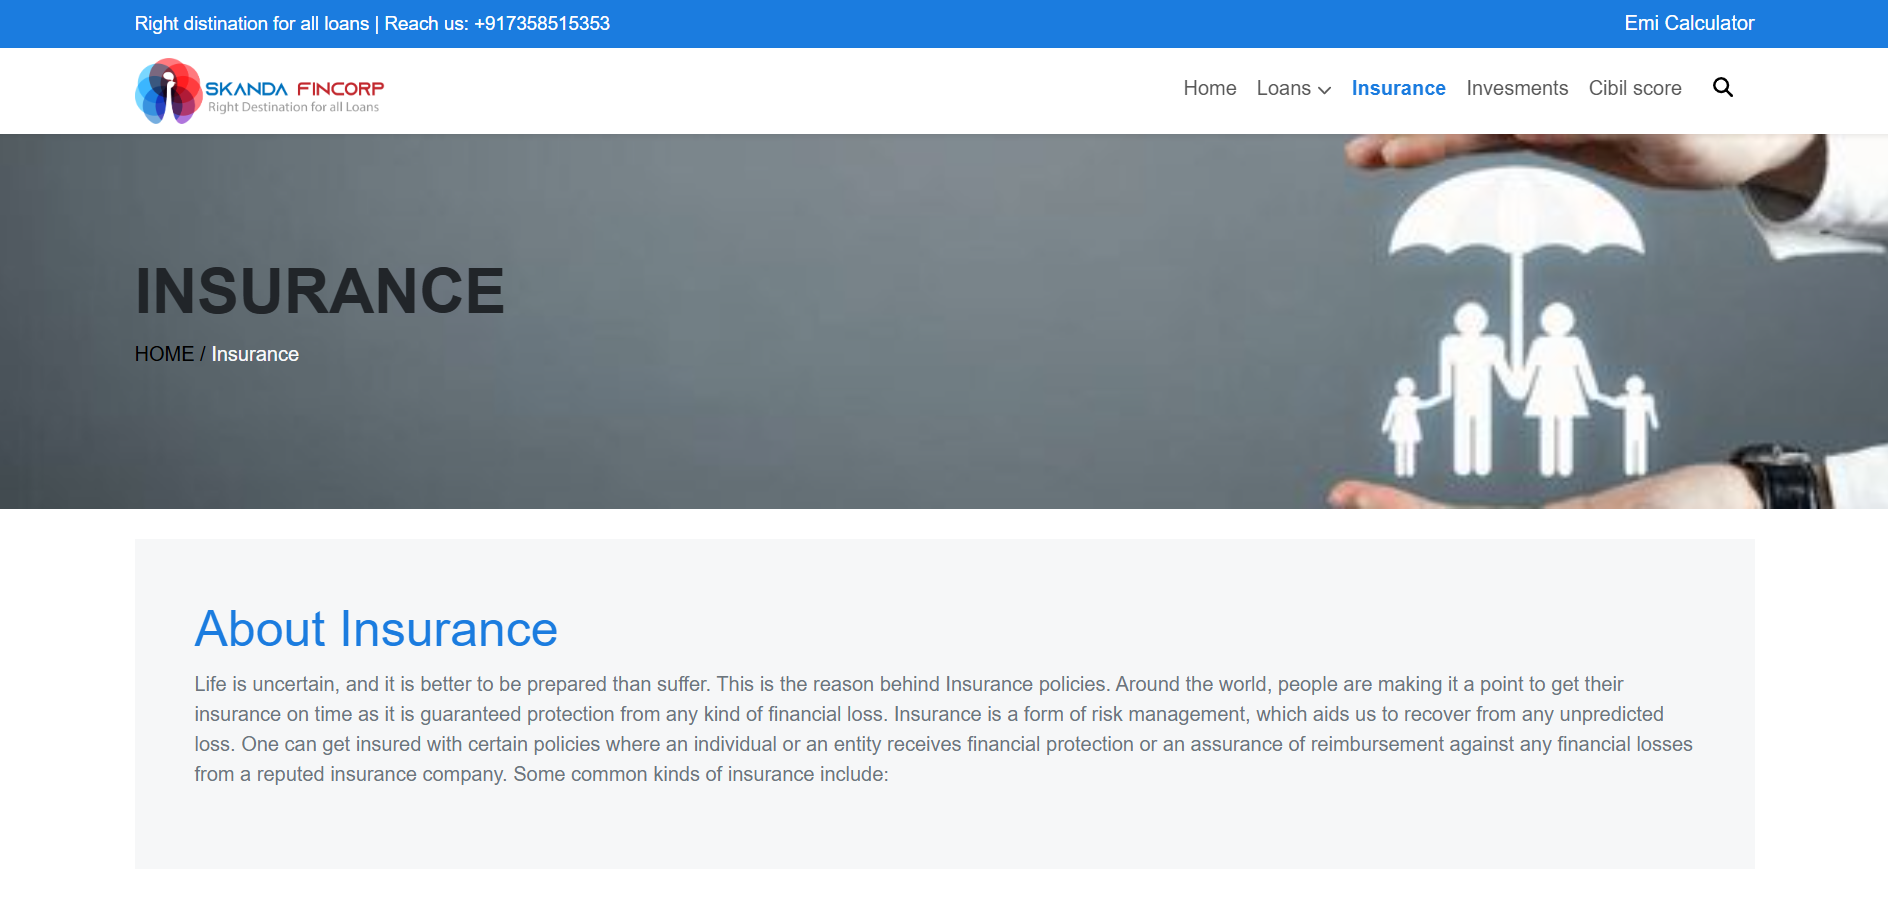 Right distination for all loans | Reach us: +917358515353
Emi Calculator
SKANDA FINCORP
Right Destination for all Loans
Home Loans Insurance Invesments Cibil score
INSURANCE
HOME / Insurance
About Insurance
Life is uncertain, and it is better to be prepared than suffer. This is the reason behind Insurance policies. Around the world, people are making it a point to get their
insurance on time as it is guaranteed protection from any kind of financial loss. Insurance is a form of risk management, which aids us to recover from any unpredicted
loss. One can get insured with certain policies where an individual or an entity receives financial protection or an assurance of reimbursement against any financial losses
from a reputed insurance company. Some common kinds of insurance include: